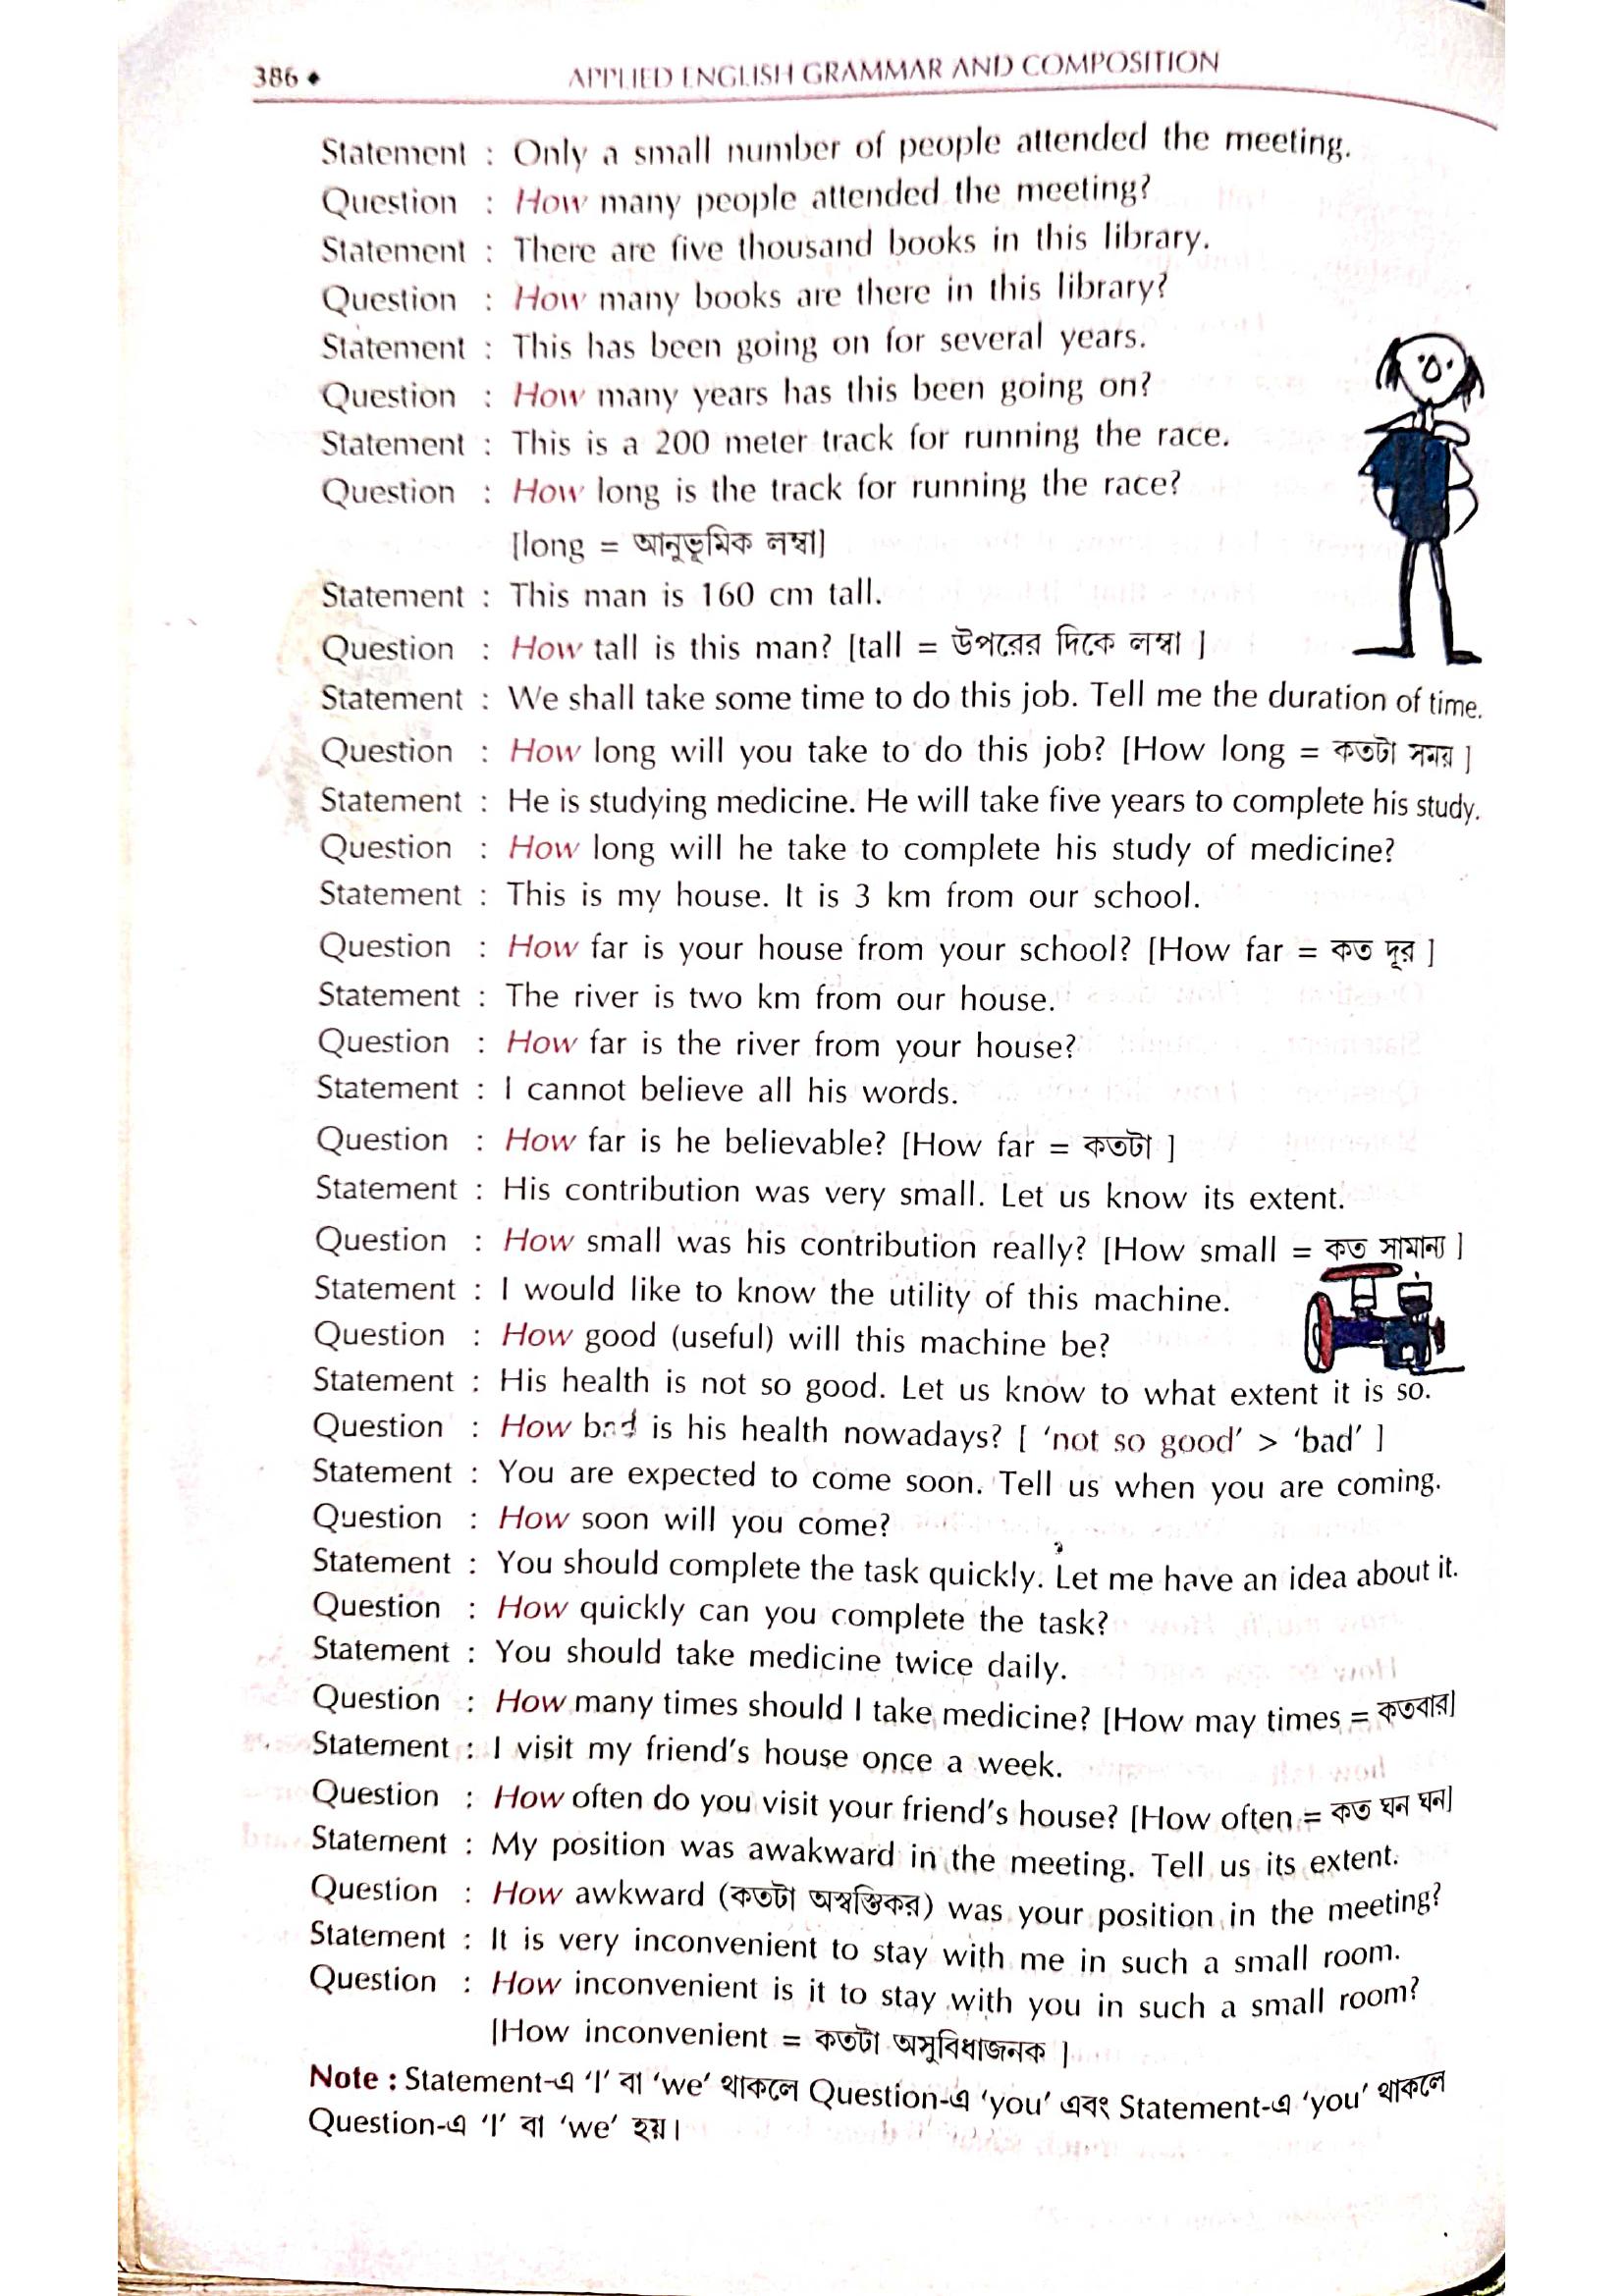 386 ♦ APPLIED ENGLISH GRAMMAR AND COMPOSITION
Statement : Only a small number of people attended the meeting.
Question : How many people attended the meeting?
Statement : There are five thousand books in this library.
Question : How many books are there in this library?
Statement : This has been going on for several years.
Question : How many years has this been going on?
Statement : This is a 200 meter track for running the race.
Question : How long is the track for running the race?
[long = আনুভূমিক লম্বা]
Statement : This man is 160 cm tall.
Question : How tall is this man? [tall = উপরের দিকে লম্বা ]
Statement : We shall take some time to do this job. Tell me the duration of time.
Question : How long will you take to do this job? [How long = কতটা সময় ]
Statement : He is studying medicine. He will take five years to complete his study.
Question : How long will he take to complete his study of medicine?
Statement : This is my house. It is 3 km from our school.
Question : How far is your house from your school? [How far = কত দূর ]
Statement : The river is two km from our house.
Question : How far is the river from your house?
Statement : I cannot believe all his words.
Question : How far is he believable? [How far = কতটা ]
Statement : His contribution was very small. Let us know its extent.
Question : How small was his contribution really? [How small = কত সামান্য ]
Statement : I would like to know the utility of this machine.
Question : How good (useful) will this machine be?
Statement : His health is not so good. Let us know to what extent it is so.
Question : How bad is his health nowadays? [ ‘not so good’ > ‘bad’ ]
Statement : You are expected to come soon. Tell us when you are coming.
Question : How soon will you come?
Statement : You should complete the task quickly. Let me have an idea about it.
Question : How quickly can you complete the task?
Statement : You should take medicine twice daily.
Question : How many times should I take medicine? [How may times = কতবার]
Statement : I visit my friend’s house once a week.
Question : How often do you visit your friend’s house? [How often = কত ঘন ঘন]
Statement : My position was awakward in the meeting. Tell us its extent.
Question : How awkward (কতটা অস্বস্তিকর) was your position in the meeting?
Statement : It is very inconvenient to stay with me in such a small room.
Question : How inconvenient is it to stay with you in such a small room?
[How inconvenient = কতটা অসুবিধাজনক ]
Note : Statement-এ ‘I’ বা ‘we’ থাকলে Question-এ ‘you’ এবং Statement-এ ‘you’ থাকলে
Question-এ ‘I’ বা ‘we’ হয়।